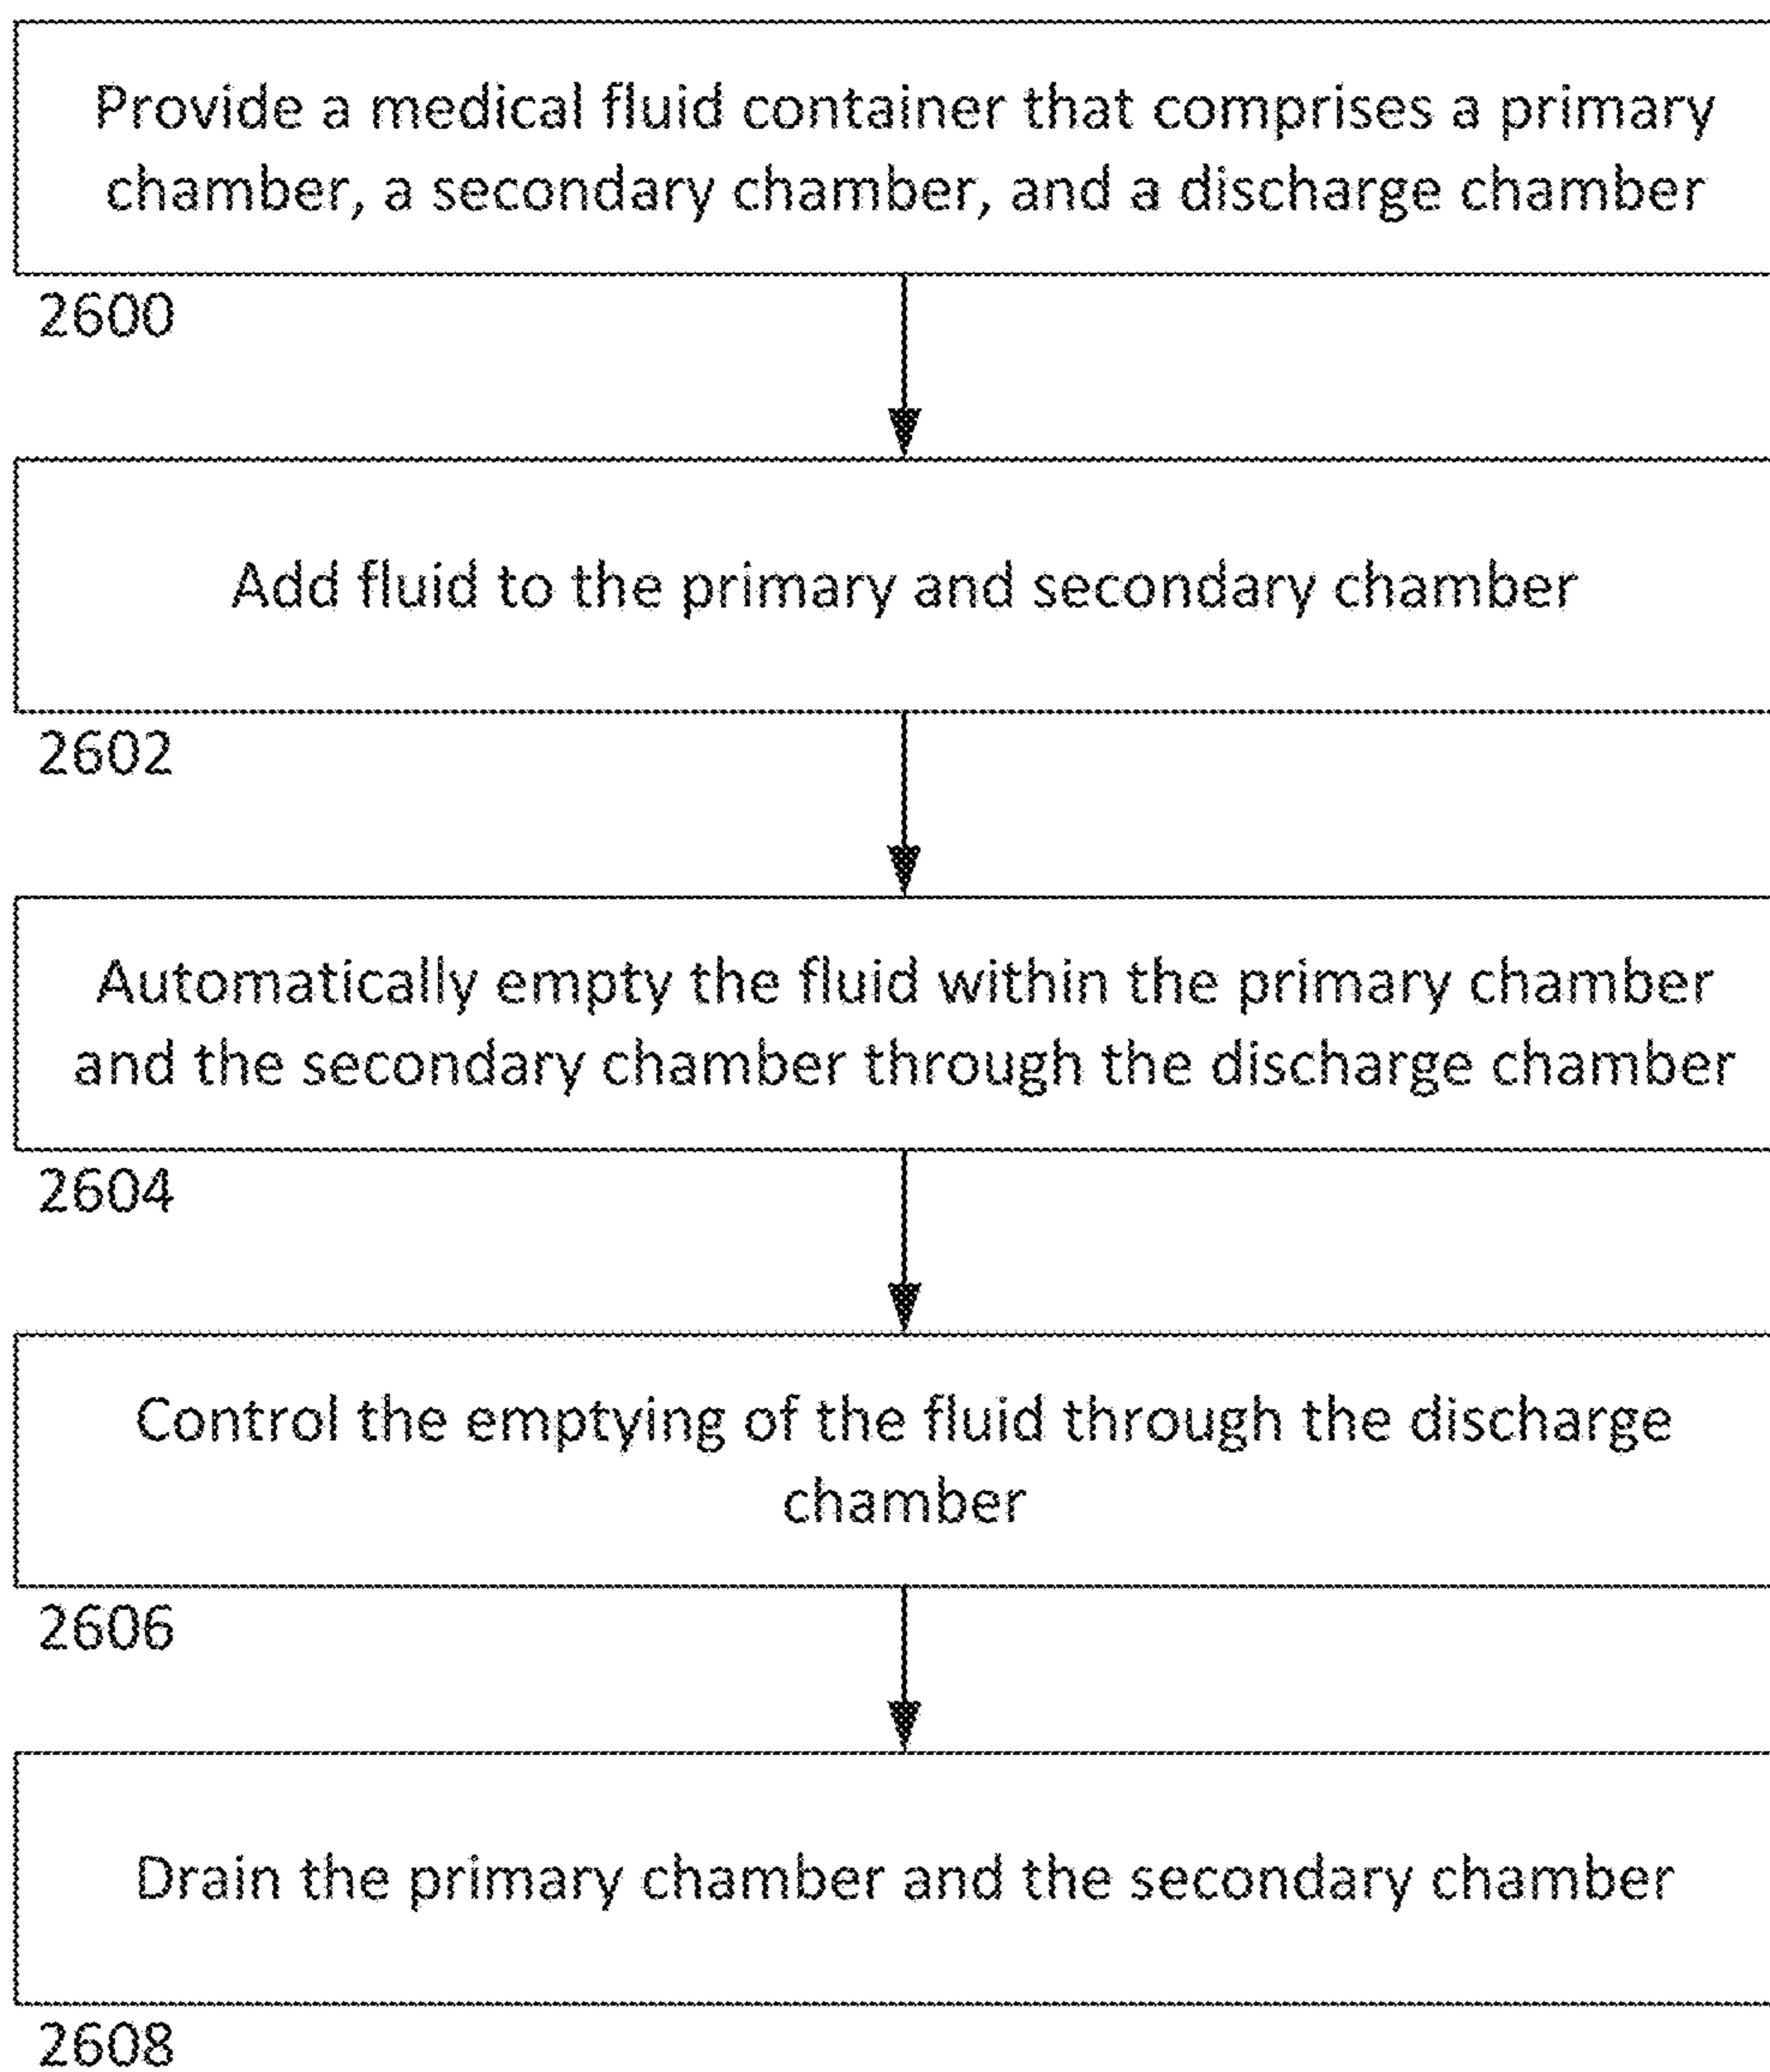 Provide a medical fluid container that comprises a primary
chamber, a secondary chamber, and a discharge chamber
2600
Add fluid to the primary and secondary chamber
2602
Automatically empty the fluid within the primary chamber
and the secondary chamber through the discharge chamber
2604
Control the emptying of the fluid through the discharge
chamber
2606
Drain the primary chamber and the secondary chamber
2608